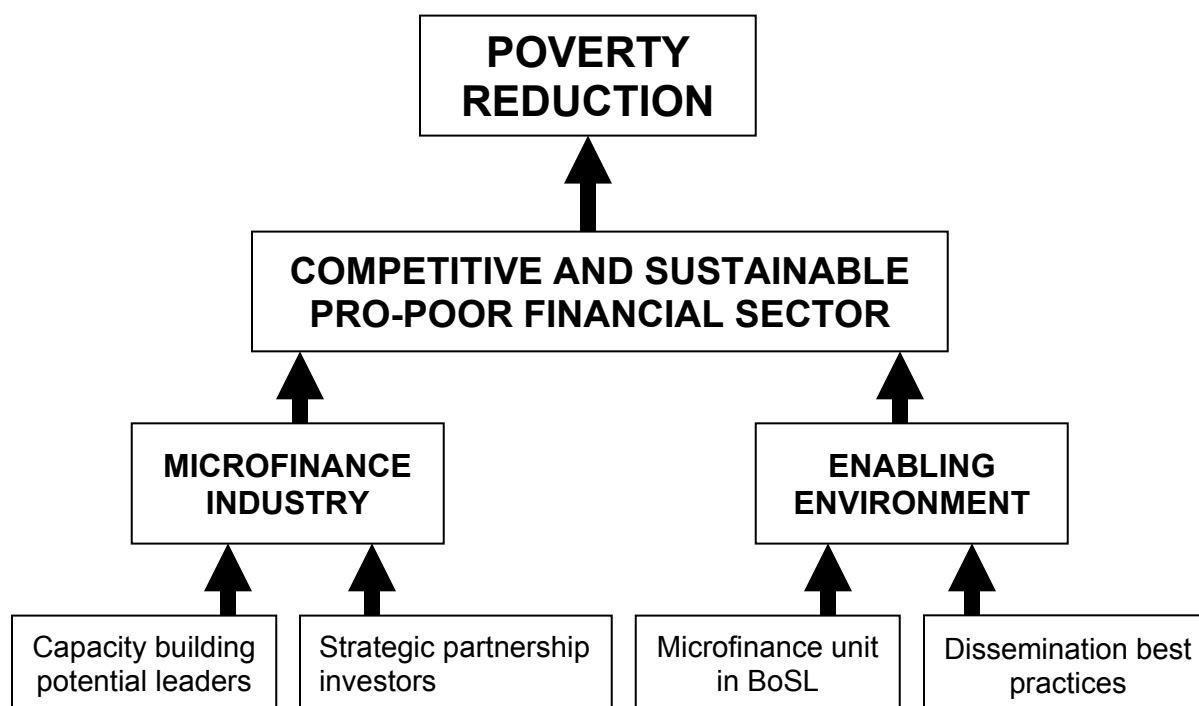 POVERTY
REDUCTION
COMPETITIVE AND SUSTAINABLE
PRO-POOR FINANCIAL SECTOR
MICROFINANCE
INDUSTRY
ENABLING
ENVIRONMENT
Capacity building
potential leaders
Strategic partnership
investors
Microfinance unit
in BoSL
Dissemination best
practices